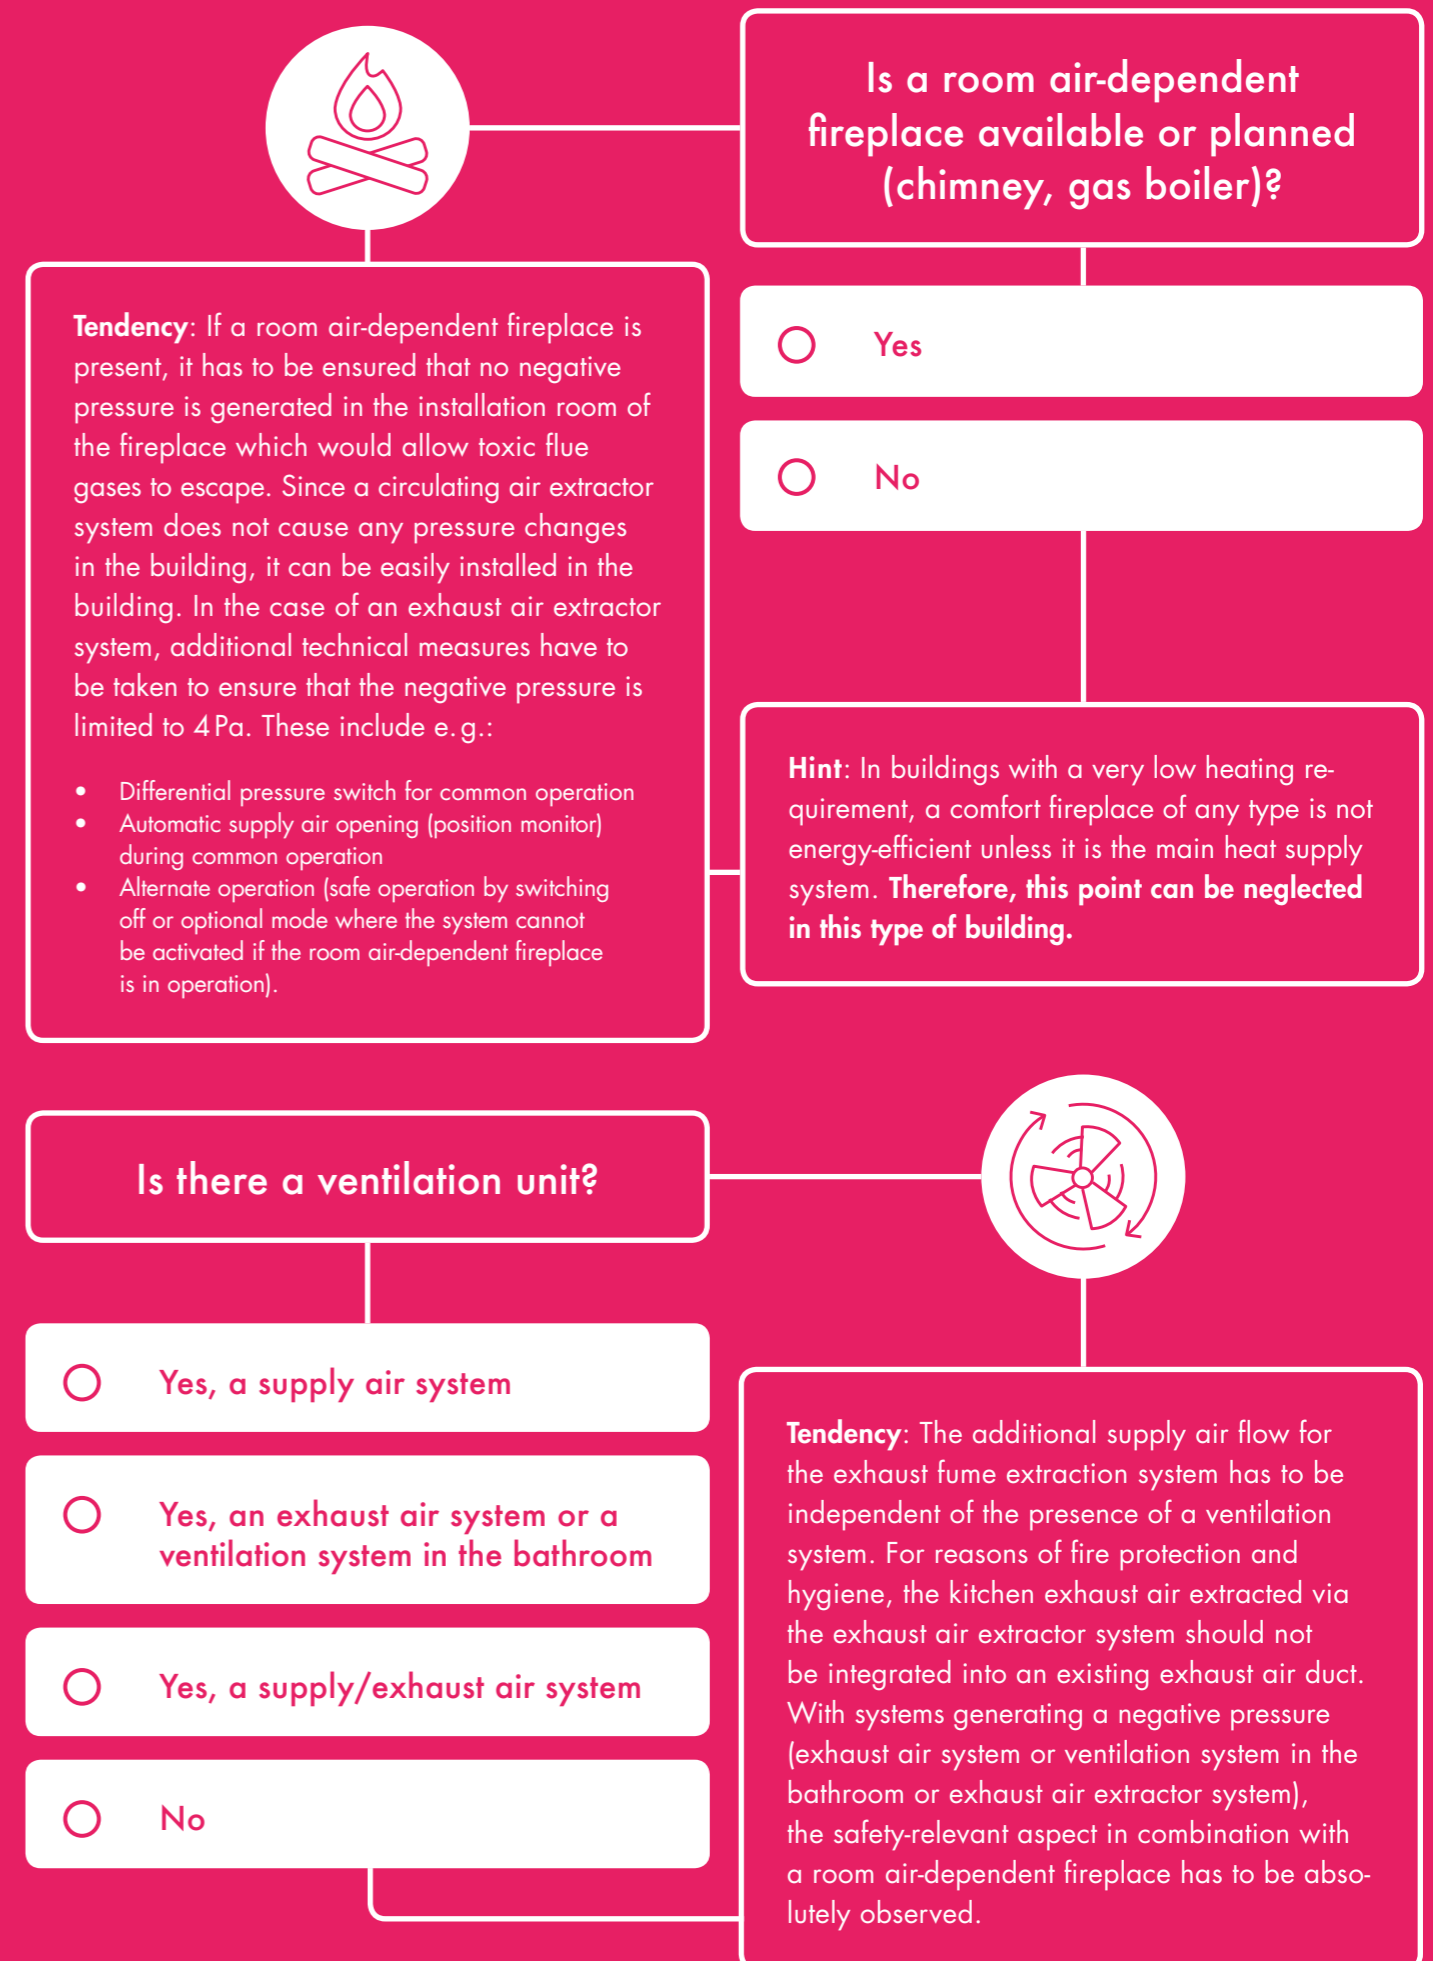 Is a room air-dependent
fireplace available or planned
(chimney, gas boiler)?
Yes
No
Tendency: If a room air-dependent fireplace is
present, it has to be ensured that no negative
pressure is generated in the installation room of
the fireplace which would allow toxic flue
gases to escape. Since a circulating air extractor
system does not cause any pressure changes
in the building, it can be easily installed in the
building. In the case of an exhaust air extractor
system, additional technical measures have to
be taken to ensure that the negative pressure is
limited to 4 Pa. These include e. g.:
• Differential pressure switch for common operation
• Automatic supply air opening (position monitor)
during common operation
• Alternate operation (safe operation by switching
off or optional mode where the system cannot
be activated if the room air-dependent fireplace
is in operation).
Hint: In buildings with a very low heating re-
quirement, a comfort fireplace of any type is not
energy-efficient unless it is the main heat supply
system. Therefore, this point can be neglected
in this type of building.
Is there a ventilation unit?
Yes, a supply air system
Yes, an exhaust air system or a
ventilation system in the bathroom
Yes, a supply/exhaust air system
No
Tendency: The additional supply air flow for
the exhaust fume extraction system has to be
independent of the presence of a ventilation
system. For reasons of fire protection and
hygiene, the kitchen exhaust air extracted via
the exhaust air extractor system should not
be integrated into an existing exhaust air duct.
With systems generating a negative pressure
(exhaust air system or ventilation system in the
bathroom or exhaust air extractor system),
the safety-relevant aspect in combination with
a room air-dependent fireplace has to be abso-
lutely observed.